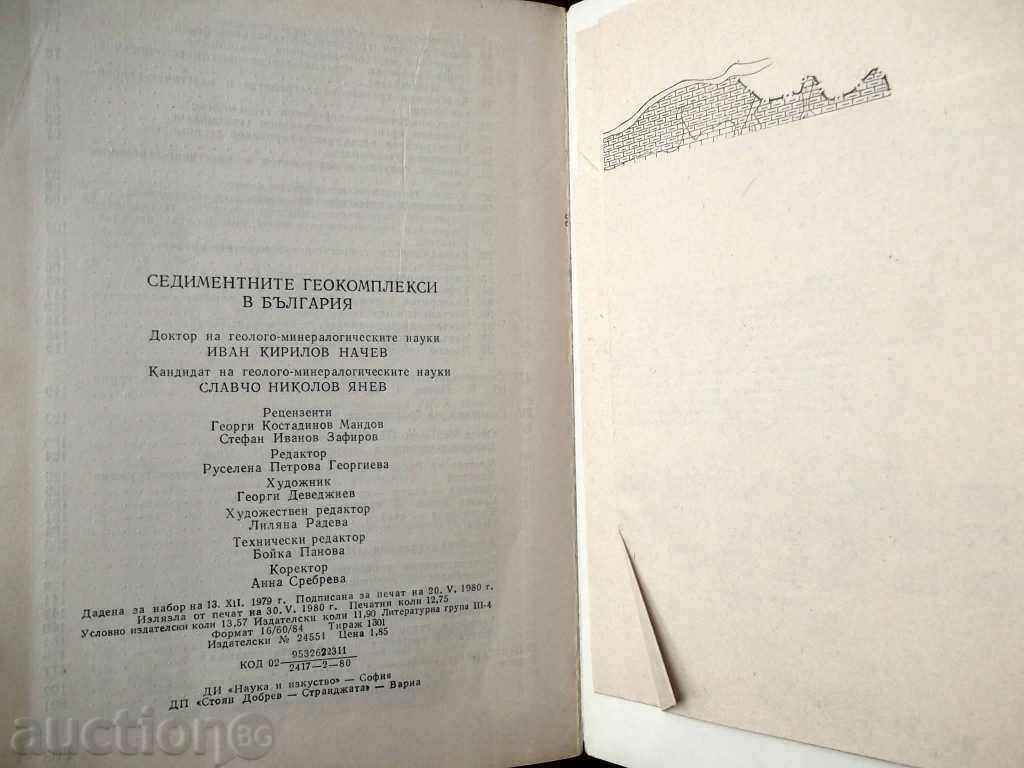 СЕДИМЕНТНИТЕ ГЕОКОМПЛЕКСИ
В БЪЛГАРИЯ
Доктор на геолого-минералогическите науки
ИВАН КИРИЛОВ НАЧЕВ
Кандидат на геолого-минералогическите науки
СЛАВЧО НИКОЛОВ ЯНЕВ
Рецензенти
Георги Костадинов Мандов
Стефан Иванов Зафиров
Редактор
Руселена Петрова Георгиева
Художник
Георги Деведжиев
Художествен редактор
Лиляна Радева
Технически редактор
Бойка Панова
Коректор
Анна Сребрева
Дадена за набор на 13. XII. 1979 г. Подписана за печат на 20. V. 1980 г.
Излязла от печат на 30. V. 1980 г. Печатни коли 12,75
Условно издателски коли 13,57 Издателски коли 11,90 Литературна група III-4
Формат 16/60/84 Тираж 1301
Издателски № 24551 Цена 1,85
КОД 02 9532622311
2417—2—80
ДИ «Наука и изкуство» — София
ДП «Стоян Добрев — Странджата» — Варна
auction BG